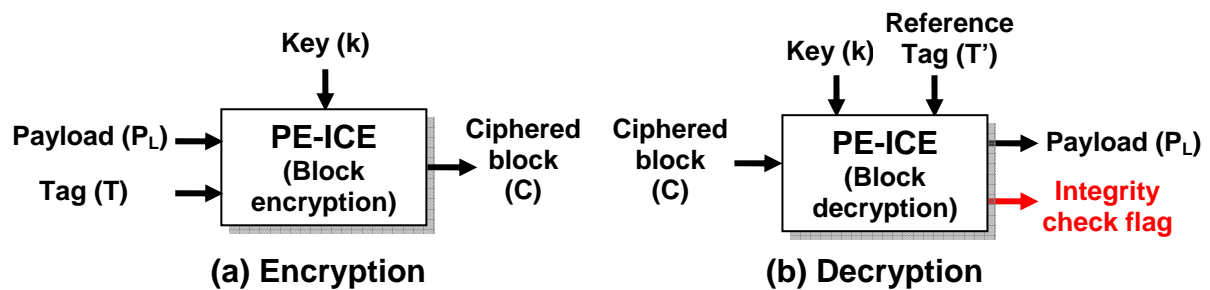 Key (k)
Payload (PL)
Tag (T)
PE-ICE
(Block
encryption)
Ciphered
block
(C)
(a) Encryption
Reference
Tag (T’)
Key (k)
Ciphered
block
(C)
PE-ICE
(Block
decryption)
Payload (PL)
Integrity
check flag
(b) Decryption